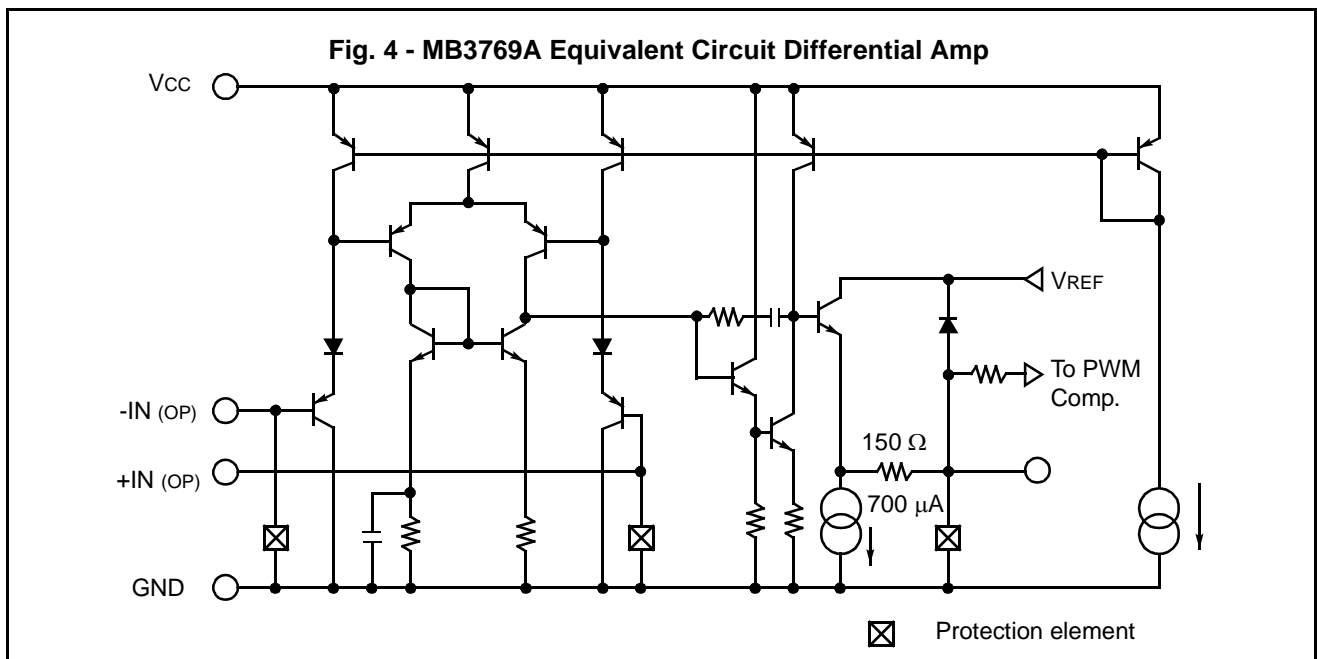 Fig. 4 - MB3769A Equivalent Circuit Differential Amp
VCC
VREF
To PWM
Comp.
-IN (OP)
+IN (OP)
150 Ω
700 µA
GND
Protection element